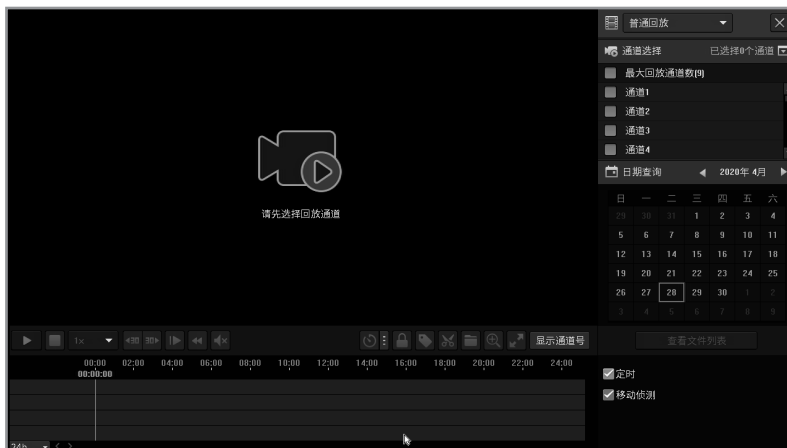 普通回放
通道选择 已选择0个通道
最大回放通道数(9)
通道1
通道2
通道3
通道4
请先选择回放通道
日期查询 2020年 4月
日 一 二 三 四 五 六
29 30 31 1 2 3 4
5 6 7 8 9 10 11
12 13 14 15 16 17 18
19 20 21 22 23 24 25
26 27 28 29 30 1 2
3 4 5 6 7 8 9
1× 30 30 显示通道号
查看文件列表
00:00 02:00 04:00 06:00 08:00 10:00 12:00 14:00 16:00 18:00 20:00 22:00 24:00
00:00:00
定时
移动侦测
24h